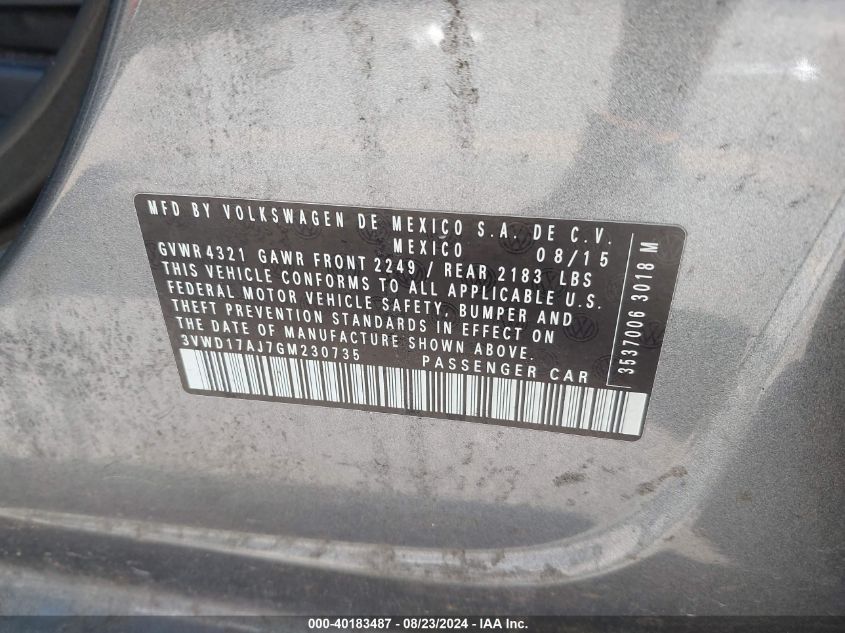 MFD BY VOLKSWAGEN DE MEXICO S.A. DE C.V.
MEXICO 08/15
GVWR 4321 GAWR FRONT 2249 / REAR 2183 LBS
THIS VEHICLE CONFORMS TO ALL APPLICABLE U.S.
FEDERAL MOTOR VEHICLE SAFETY, BUMPER AND
THEFT PREVENTION STANDARDS IN EFFECT ON
THE DATE OF MANUFACTURE SHOWN ABOVE.
3VWD17AJ7GM230735 PASSENGER CAR
3537006 3018 M
000-40183487 - 08/23/2024 - IAA Inc.